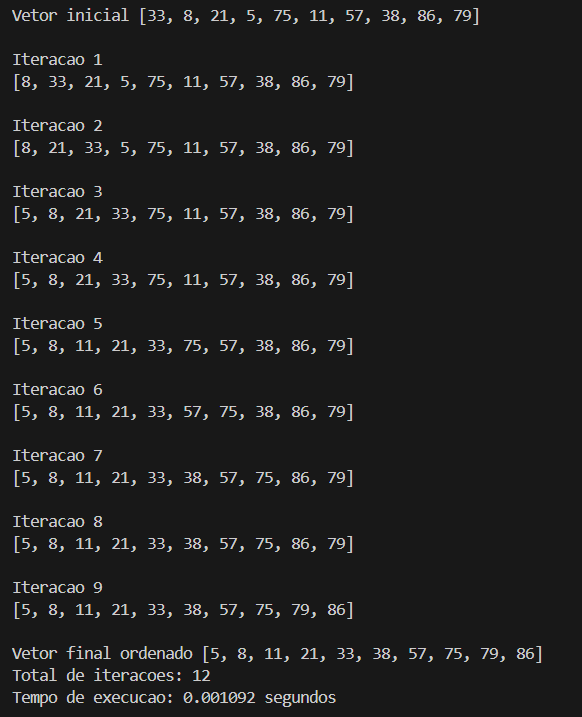 Vetor inicial [33, 8, 21, 5, 75, 11, 57, 38, 86, 79]
Iteracao 1
[8, 33, 21, 5, 75, 11, 57, 38, 86, 79]
Iteracao 2
[8, 21, 33, 5, 75, 11, 57, 38, 86, 79]
Iteracao 3
[5, 8, 21, 33, 75, 11, 57, 38, 86, 79]
Iteracao 4
[5, 8, 21, 33, 75, 11, 57, 38, 86, 79]
Iteracao 5
[5, 8, 11, 21, 33, 75, 57, 38, 86, 79]
Iteracao 6
[5, 8, 11, 21, 33, 57, 75, 38, 86, 79]
Iteracao 7
[5, 8, 11, 21, 33, 38, 57, 75, 86, 79]
Iteracao 8
[5, 8, 11, 21, 33, 38, 57, 75, 86, 79]
Iteracao 9
[5, 8, 11, 21, 33, 38, 57, 75, 79, 86]
Vetor final ordenado [5, 8, 11, 21, 33, 38, 57, 75, 79, 86]
Total de iteracoes: 12
Tempo de execucao: 0.001092 segundos